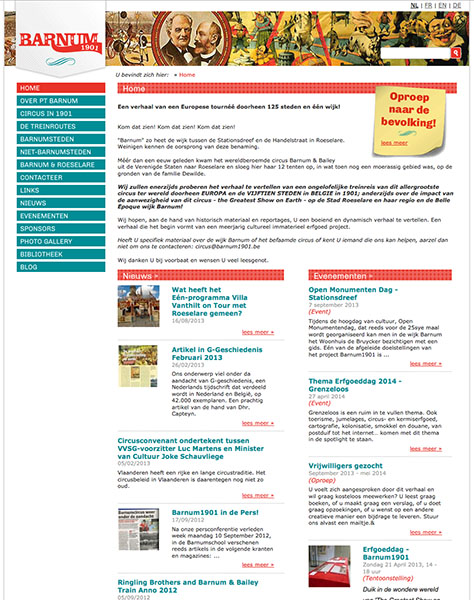 NL | FR | EN | DE
BARNUM
1901
U bevindt zich hier: » Home
HOME
OVER PT BARNUM
CIRCUS IN 1901
DE TREINROUTES
BARNUM-STEDEN
NIET-BARNUMSTEDEN
BARNUM & ROESELARE
CONTACTEER
LINKS
NIEUWS
EVENEMENTEN
SPONSORS
PHOTO GALLERY
BIBLIOTHEEK
BLOG
Home
Een verhaal van een Europese tournéé doorheen 125 steden en één wijk!
Oproep
naar de
bevolking!
Kom dat zien! Kom dat zien! Kom dat zien!
"Barnum" zo heet de wijk tussen de Stationsdreef en de Handelstraat in Roeselare.
Weinigen kennen de oorsprong van deze benaming.
Méér dan een eeuw geleden kwam het wereldberoemde circus Barnum & Bailey
uit de Verenigde Staten naar Roeselare en sloeg hier haar 12 tenten op, in wat toen nog een moerassig gebied was, op de
gronden van de familie Dewilde.
Wij zullen enerzijds proberen het verhaal te vertellen van een ongelofelijke treinreis van dit allergrootste
circus ter wereld doorheen EUROPA en de VIJFTIEN STEDEN in BELGIE in 1901; anderzijds over de impact van
de aanwezigheid van dit circus - the Greatest Show on Earth - op de Stad Roeselare en haar regio en de Belle
Epoque wijk Barnum!
Wij hopen, aan de hand van historisch materiaal en reportages, U een boeiend en dynamisch verhaal te vertellen. Een
verhaal die het begin vormt van een meerjarig cultureel immaterieel erfgoed project.
Heeft U specifiek materiaal over de wijk Barnum of het befaamde circus of kent U iemand die ons kan helpen, aarzel dan
niet om ons te contacteren: circus@barnum1901.be
Wij danken U bij voorbaat en wensen U veel leesgenot.
Nieuws >
Wat heeft het
Eén-programma Villa
Vanthilt on Tour met
Roeselare gemeen?
16/08/2013
lees meer »
Artikel in G-Geschiedenis
Februari 2013
26/02/2013
Ons onderwerp viel onder da
aandacht van G-Geschiedenis, een
Nederlands tijdschrift dat verdeeld
wordt in Nederland en België, op
42.000 exemplaren. Een prachtig
artikel van de hand van Dhr.
Capteyn.
lees meer »
Circusconvenant ondertekent tussen
VVSG-voorzitter Luc Martens en Minister
van Cultuur Joke Schauvliege
05/02/2013
Vlaanderen heeft een rijke en lange circustraditie. Het
circusbeleid in Vlaanderen is daarentegen nog niet zo
oud.
lees meer »
Barnum1901 in de Pers!
17/09/2012
Na onze persconventie verleden
week maandag 10 September 2012,
in de Barnumschool verschenen
reeds artikels in de volgende kranten
en magazines: ...
lees meer »
Ringling Brothers and Barnum & Bailey
Train Anno 2012
05/09/2012
Evenementen >
Open Monumenten Dag -
Stationsdreef
7 september 2013
(Event)
Tijdens de hoogdag van cultuur, Open
Monumentendag, dat reeds voor de 25sye maal
wordt georganiseerd kan men in de wijk Barnum
het Woonhuis de Bruycker bezichtigen met een
gids. Eén van de afgeleide doelstellingen van
het project Barnum1901 is ...
lees meer »
Thema Erfgoeddag 2014 -
Grenzeloos
27 april 2014
(Event)
Grenzeloos is een ruim in te vullen thema. Ook
toerisme, jumelages, circus- en kermiserfgoed,
cartografie, kolonisatie, smokkel en douane, van
postduif tot het internet .. komen met dit thema
in de spotlight te staan.
lees meer »
Vrijwilligers gezocht
September 2013 - mei 2014
(Oproep)
U voelt zich aangesproken door dit verhaal en
wil graag kosteloos meewerken? U leest graag
boeken, of u maakt graag een verslag, of u doet
graag opzoekingen, of u wenst op een andere
creatieve manier een bijdrage te leveren. Stuur
ons alvast een mailtje.&
lees meer »
Erfgoeddag -
Barnum1901
Zondag 21 April 2013, 14 -
18 uur
(Tentoonstelling)
Duik in de wondere wereld
van 'The Greatest Show on